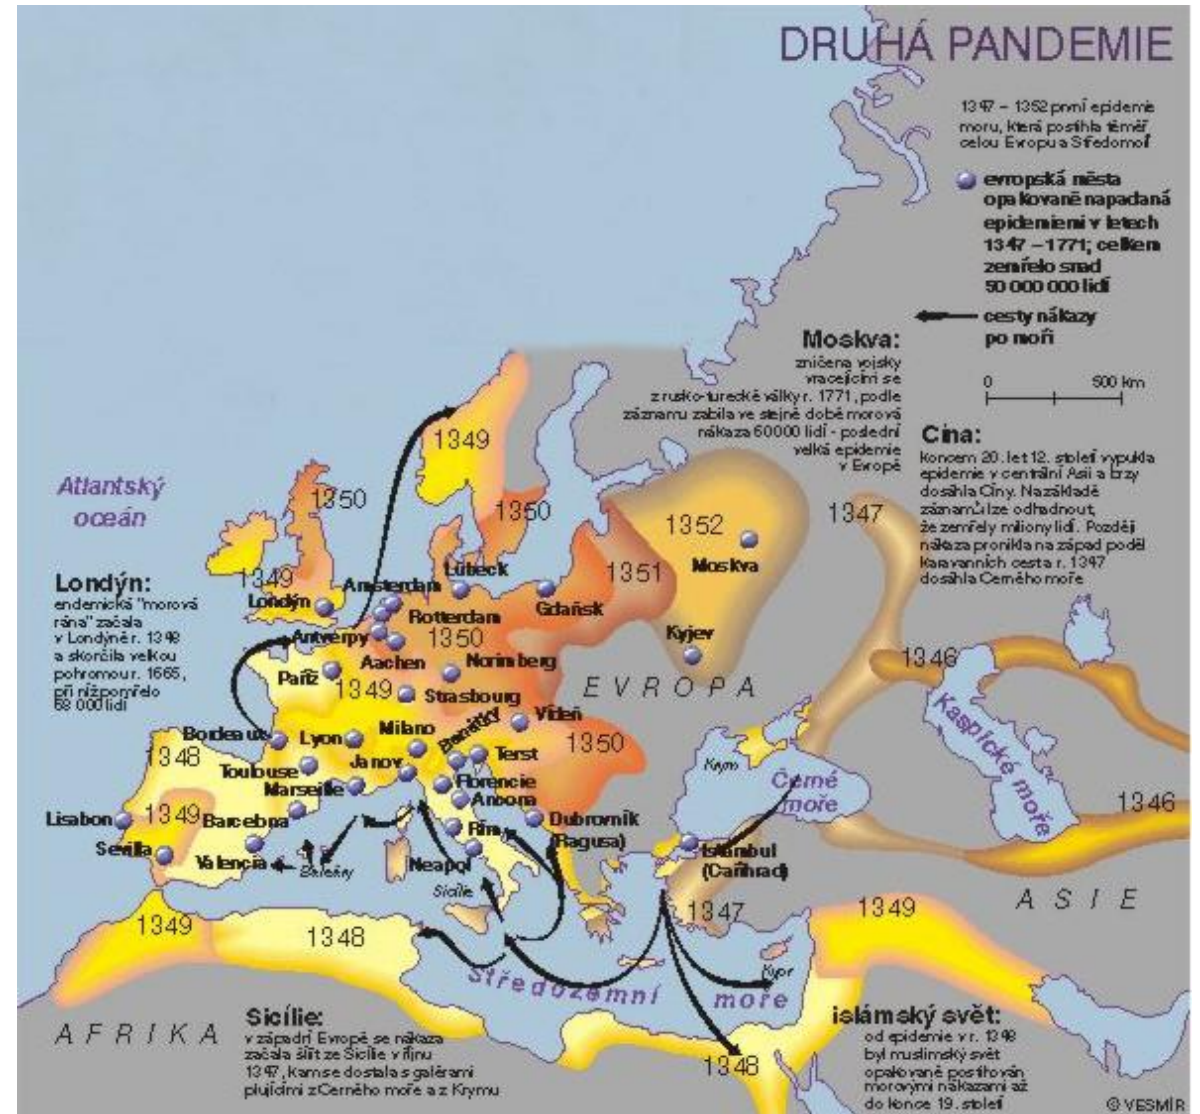 DRUHÁ PANDEMIE
1347 – 1352 první epidemie
moru, která postihla téměř
celou Evropu a Středomoří
evropská města
opakovaně napadaná
epidemiemi v letech
1347 – 1771; celkem
zemřelo snad
50 000 000 lidí
cesty nákazy
po moři
0 500 km
Moskva:
zničena vojsky
vracejícími se
z rusko-turecké války r. 1771, podle
záznamu zabila ve stejné době morová
nákaza 60000 lidí - poslední
velká epidemie
v Evropě
Čína:
koncem 20. let 12. století vypukla
epidemie v centrální Asii a brzy
dosáhla Číny. Na základě
záznamů lze odhadnout,
že zemřely miliony lidí. Později
nákaza pronikla na západ podél
karavanních cest a r. 1347
dosáhla Černého moře
Atlantský
oceán
Londýn:
endemická "morová
rána" začala
v Londýně r. 1348
a skončila velkou
pohromou r. 1665,
při níž pomřelo
68 000 lidí
1349
1350
1350
1347
1352
Moskva
1351
1349
Londýn
Amsterdam
Lübeck
Gdaňsk
Rotterdam
Antverpy
1350
Kyjev
Aachen
Norimberg
Paříž
1349
Strasbourg
EVROPA
1346
Kaspické moře
Bordeaux
Lyon
Milano
Benátky
Vídeň
1350
1348
Toulouse
Janov
Terst
Krym
Černé
moře
Marseille
Florencie
Ancona
1346
Lisabon
1349
Barcelona
Řím
Dubrovník
(Ragusa)
Sevilla
Valencia
Baleáry
Neapol
Istanbul
(Cařihrad)
Sicílie
ASIE
1349
1348
1347
1349
Kypr
Středozemní moře
AFRIKA
Sicílie:
v západní Evropě se nákaza
začala šířit ze Sicílie v říjnu
1347, kam se dostala s galérami
plujícími z Černého moře a z Krymu
1348
islámský svět:
od epidemie v r. 1348
byl muslimský svět
opakovaně postihován
morovými nákazami až
do konce 19. století
© VESMÍR